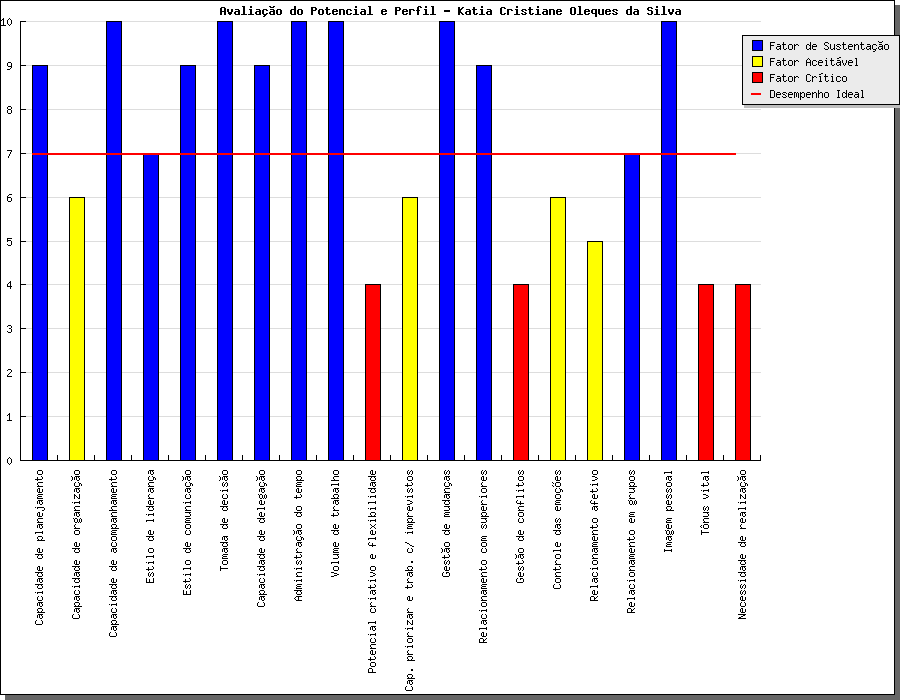 Avaliação do Potencial e Perfil - Katia Cristiane Oleques da Silva
Fator de Sustentação
Fator Aceitável
Fator Crítico
Desempenho Ideal
10
9
8
7
6
5
4
3
2
1
0
Capacidade de planejamento
Capacidade de organização
Capacidade de acompanhamento
Estilo de liderança
Estilo de comunicação
Tomada de decisão
Capacidade de delegação
Administração do tempo
Volume de trabalho
Potencial criativo e flexibilidade
Cap. priorizar e trab. c/ imprevistos
Gestão de mudanças
Relacionamento com superiores
Gestão de conflitos
Controle das emoções
Relacionamento afetivo
Relacionamento em grupos
Imagem pessoal
Tônus vital
Necessidade de realização